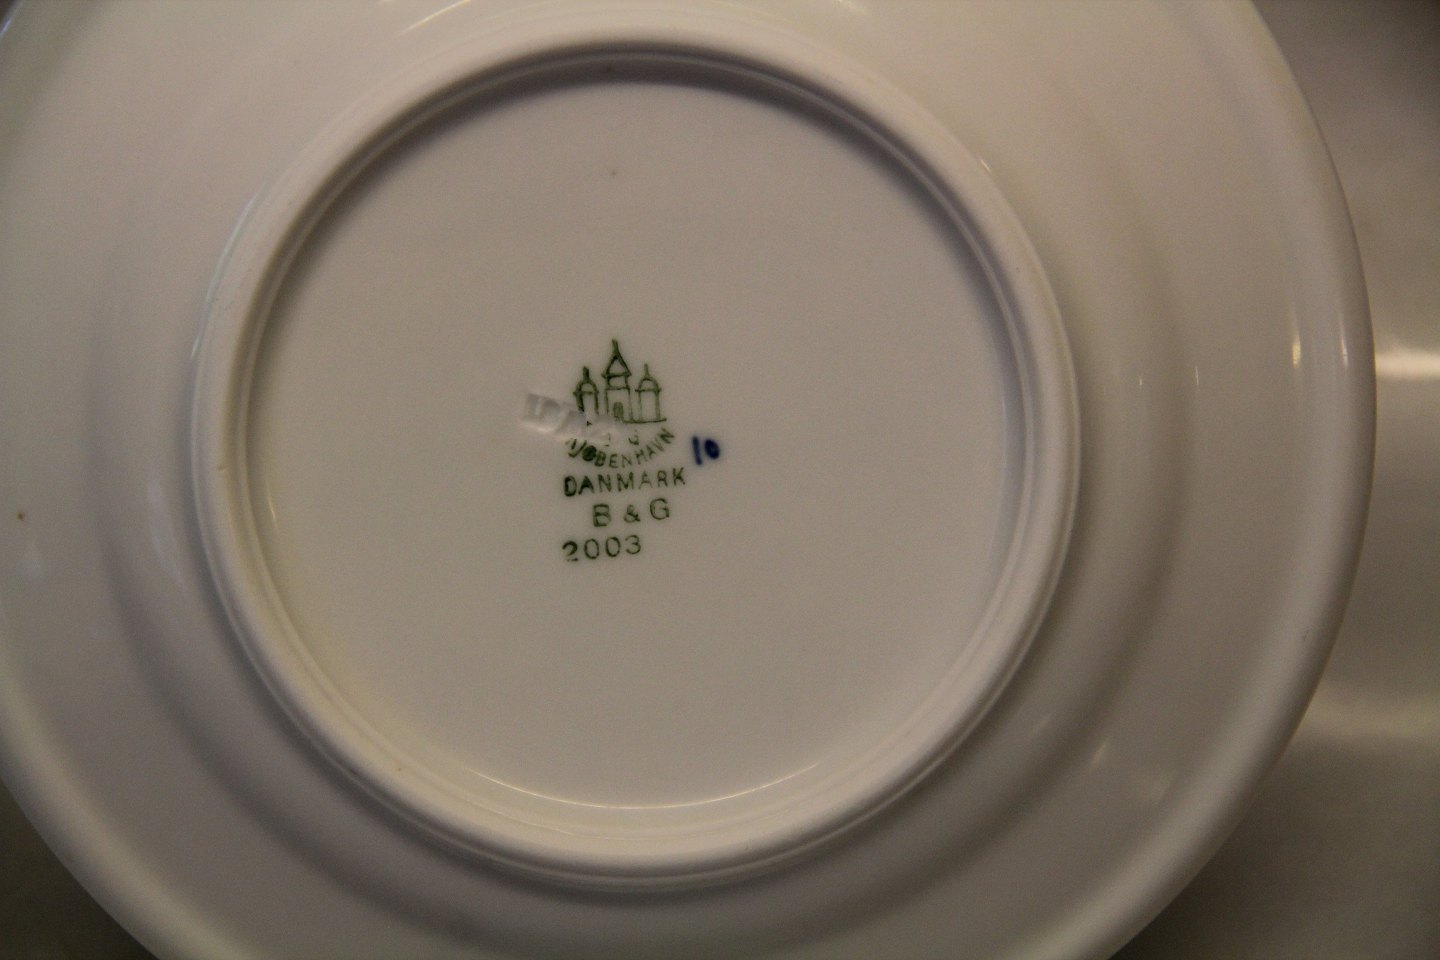 KJØBENHAVN
10
DANMARK
B & G
2003